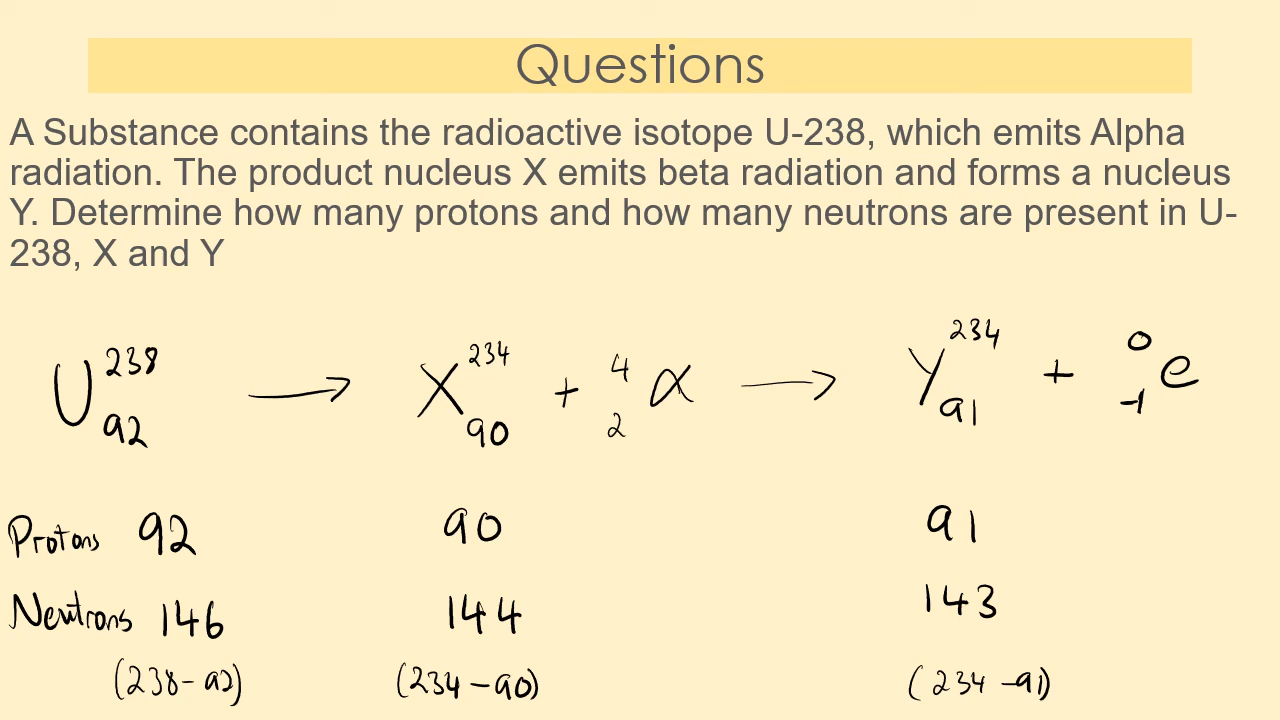 Questions
A Substance contains the radioactive isotope U-238, which emits Alpha
radiation. The product nucleus X emits beta radiation and forms a nucleus
Y. Determine how many protons and how many neutrons are present in U-
238, X and Y
U 238 92 → X 234 90 + 4 2 α → Y 234 91 + 0 -1 e
Protons 92 90 91
Neutrons 146 144 143
(238-92) (234-90) (234-91)